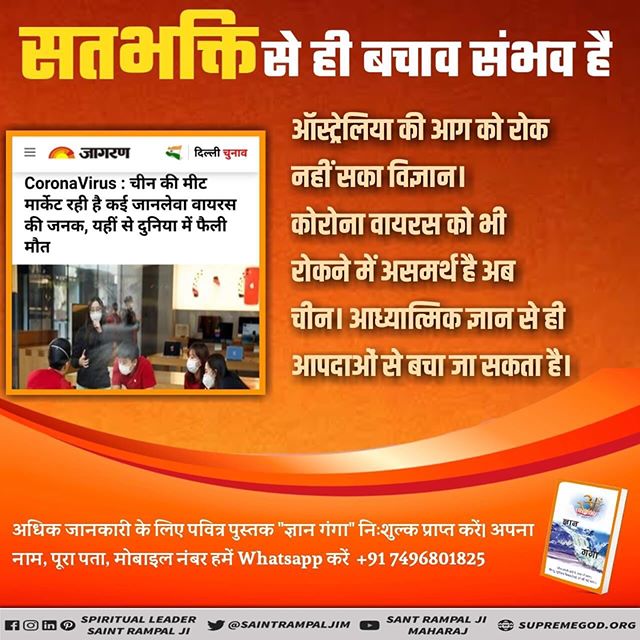 सतभक्ति से ही बचाव संभव है
जागरण
दिल्ली चुनाव
CoronaVirus : चीन की मीट
मार्केट रही है कई जानलेवा वायरस
की जनक, यहीं से दुनिया में फैली
मौत
ऑस्ट्रेलिया की आग को रोक
नहीं सका विज्ञान।
कोरोना वायरस को भी
रोकने में असमर्थ है अब
चीन। आध्यात्मिक ज्ञान से ही
आपदाओं से बचा जा सकता है।
अधिक जानकारी के लिए पवित्र पुस्तक "ज्ञान गंगा" निःशुल्क प्राप्त करें। अपना
नाम, पूरा पता, मोबाइल नंबर हमें Whatsapp करें +91 7496801825
ज्ञान
गंगा
SPIRITUAL LEADER
SAINT RAMPAL JI
@SAINTRAMPALJIM
SANT RAMPAL JI
MAHARAJ
SUPREMEGOD.ORG